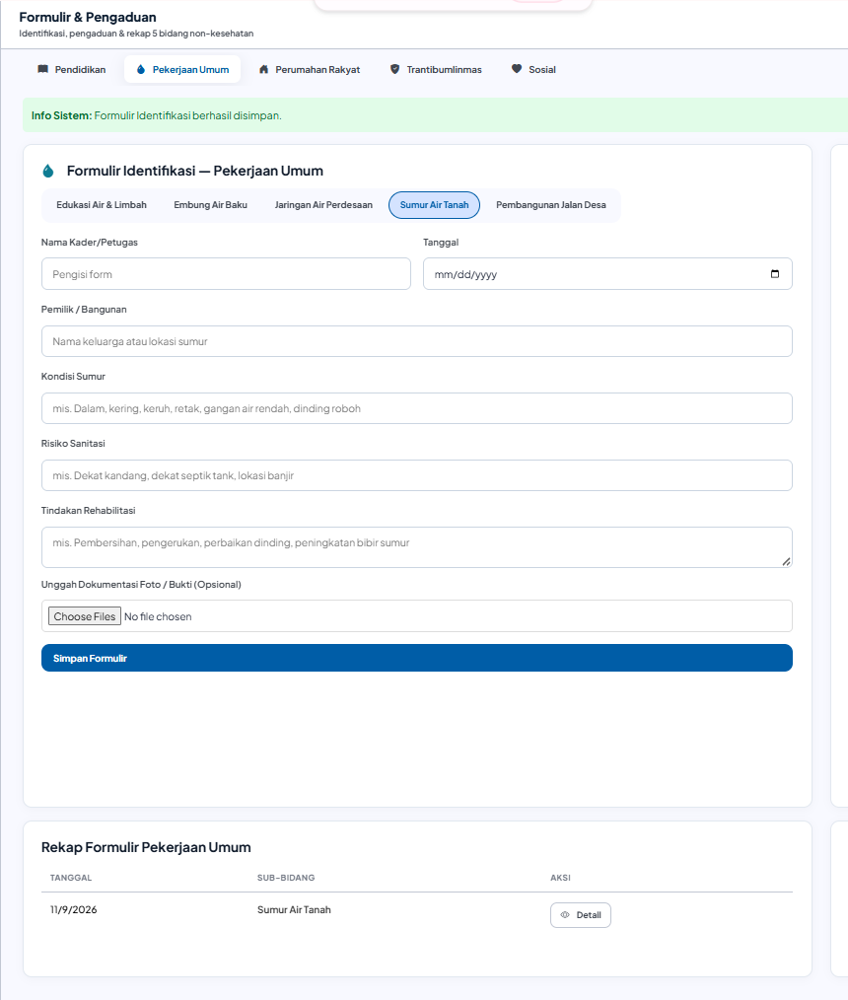 Formulir & Pengaduan
Identifikasi, pengaduan & rekap 5 bidang non-kesehatan
Pendidikan Pekerjaan Umum Perumahan Rakyat Trantibumlinmas Sosial
Info Sistem: Formulir Identifikasi berhasil disimpan.
Formulir Identifikasi — Pekerjaan Umum
Edukasi Air & Limbah Embung Air Baku Jaringan Air Perdesaan Sumur Air Tanah Pembangunan Jalan Desa
Nama Kader/Petugas Tanggal
Pengisi form mm/dd/yyyy
Pemilik / Bangunan
Nama keluarga atau lokasi sumur
Kondisi Sumur
mis. Dalam, kering, keruh, retak, gangan air rendah, dinding roboh
Risiko Sanitasi
mis. Dekat kandang, dekat septik tank, lokasi banjir
Tindakan Rehabilitasi
mis. Pembersihan, pengerukan, perbaikan dinding, peningkatan bibir sumur
Unggah Dokumentasi Foto / Bukti (Opsional)
Choose Files No file chosen
Simpan Formulir
Rekap Formulir Pekerjaan Umum
TANGGAL SUB-BIDANG AKSI
11/9/2026 Sumur Air Tanah Detail